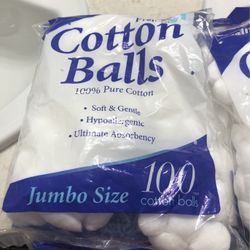 Cotton
Balls
100% Pure Cotton
• Soft & Gentle
• Hypoallergenic
• Ultimate Absorbency
Jumbo Size
100
cotton balls